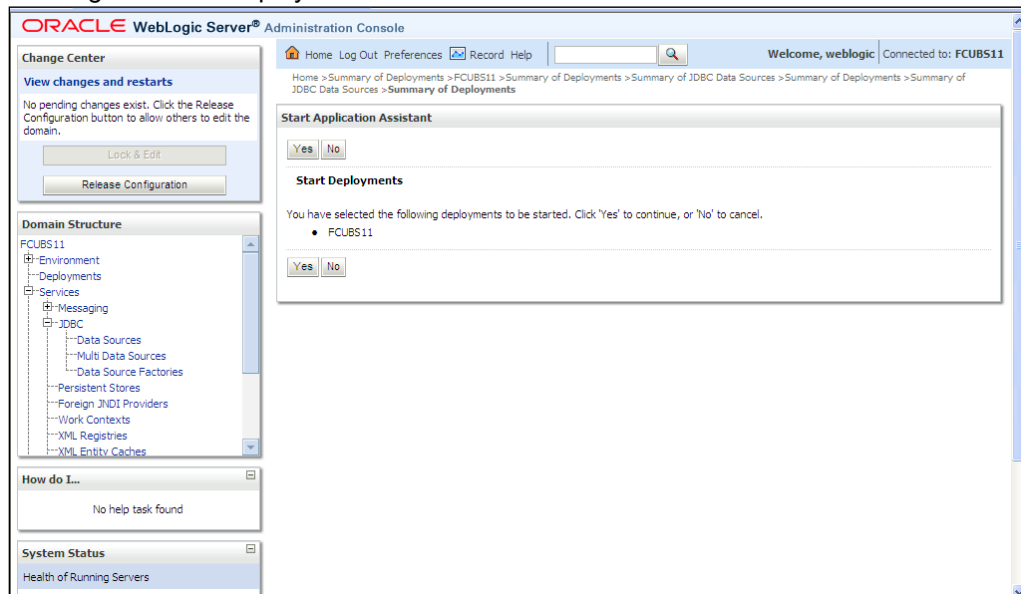 ORACLE WebLogic Server® Administration Console
Change Center
View changes and restarts
No pending changes exist. Click the Release
Configuration button to allow others to edit the
domain.
Lock & Edit
Release Configuration
Domain Structure
FCUBS11
Environment
Deployments
Services
Messaging
JDBC
Data Sources
Multi Data Sources
Data Source Factories
Persistent Stores
Foreign JNDI Providers
Work Contexts
XML Registries
XML Entity Caches
How do I...
No help task found
System Status
Health of Running Servers
Home Log Out Preferences Record Help
Welcome, weblogic Connected to: FCUBS11
Home >Summary of Deployments >FCUBS11 >Summary of Deployments >Summary of JDBC Data Sources >Summary of Deployments >Summary of
JDBC Data Sources >Summary of Deployments
Start Application Assistant
Yes No
Start Deployments
You have selected the following deployments to be started. Click 'Yes' to continue, or 'No' to cancel.
• FCUBS11
Yes No